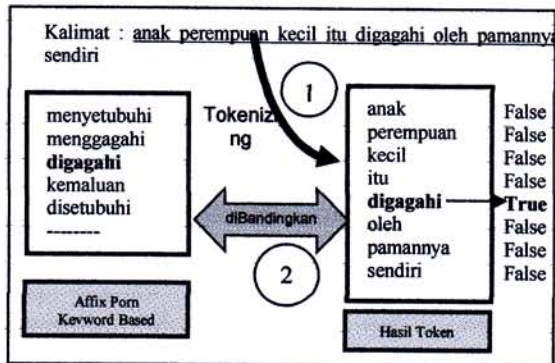 Kalimat : anak perempuan kecil itu digagahi oleh pamannya
sendiri
1
menyetubuhi
menggagahi
digagahi
kemaluan
disetubuhi
--------
Tokenizi
ng
diBandingkan
2
anak False
perempuan False
kecil False
itu False
digagahi True
oleh False
pamannya False
sendiri False
Affix Porn
Keyword Based
Hasil Token